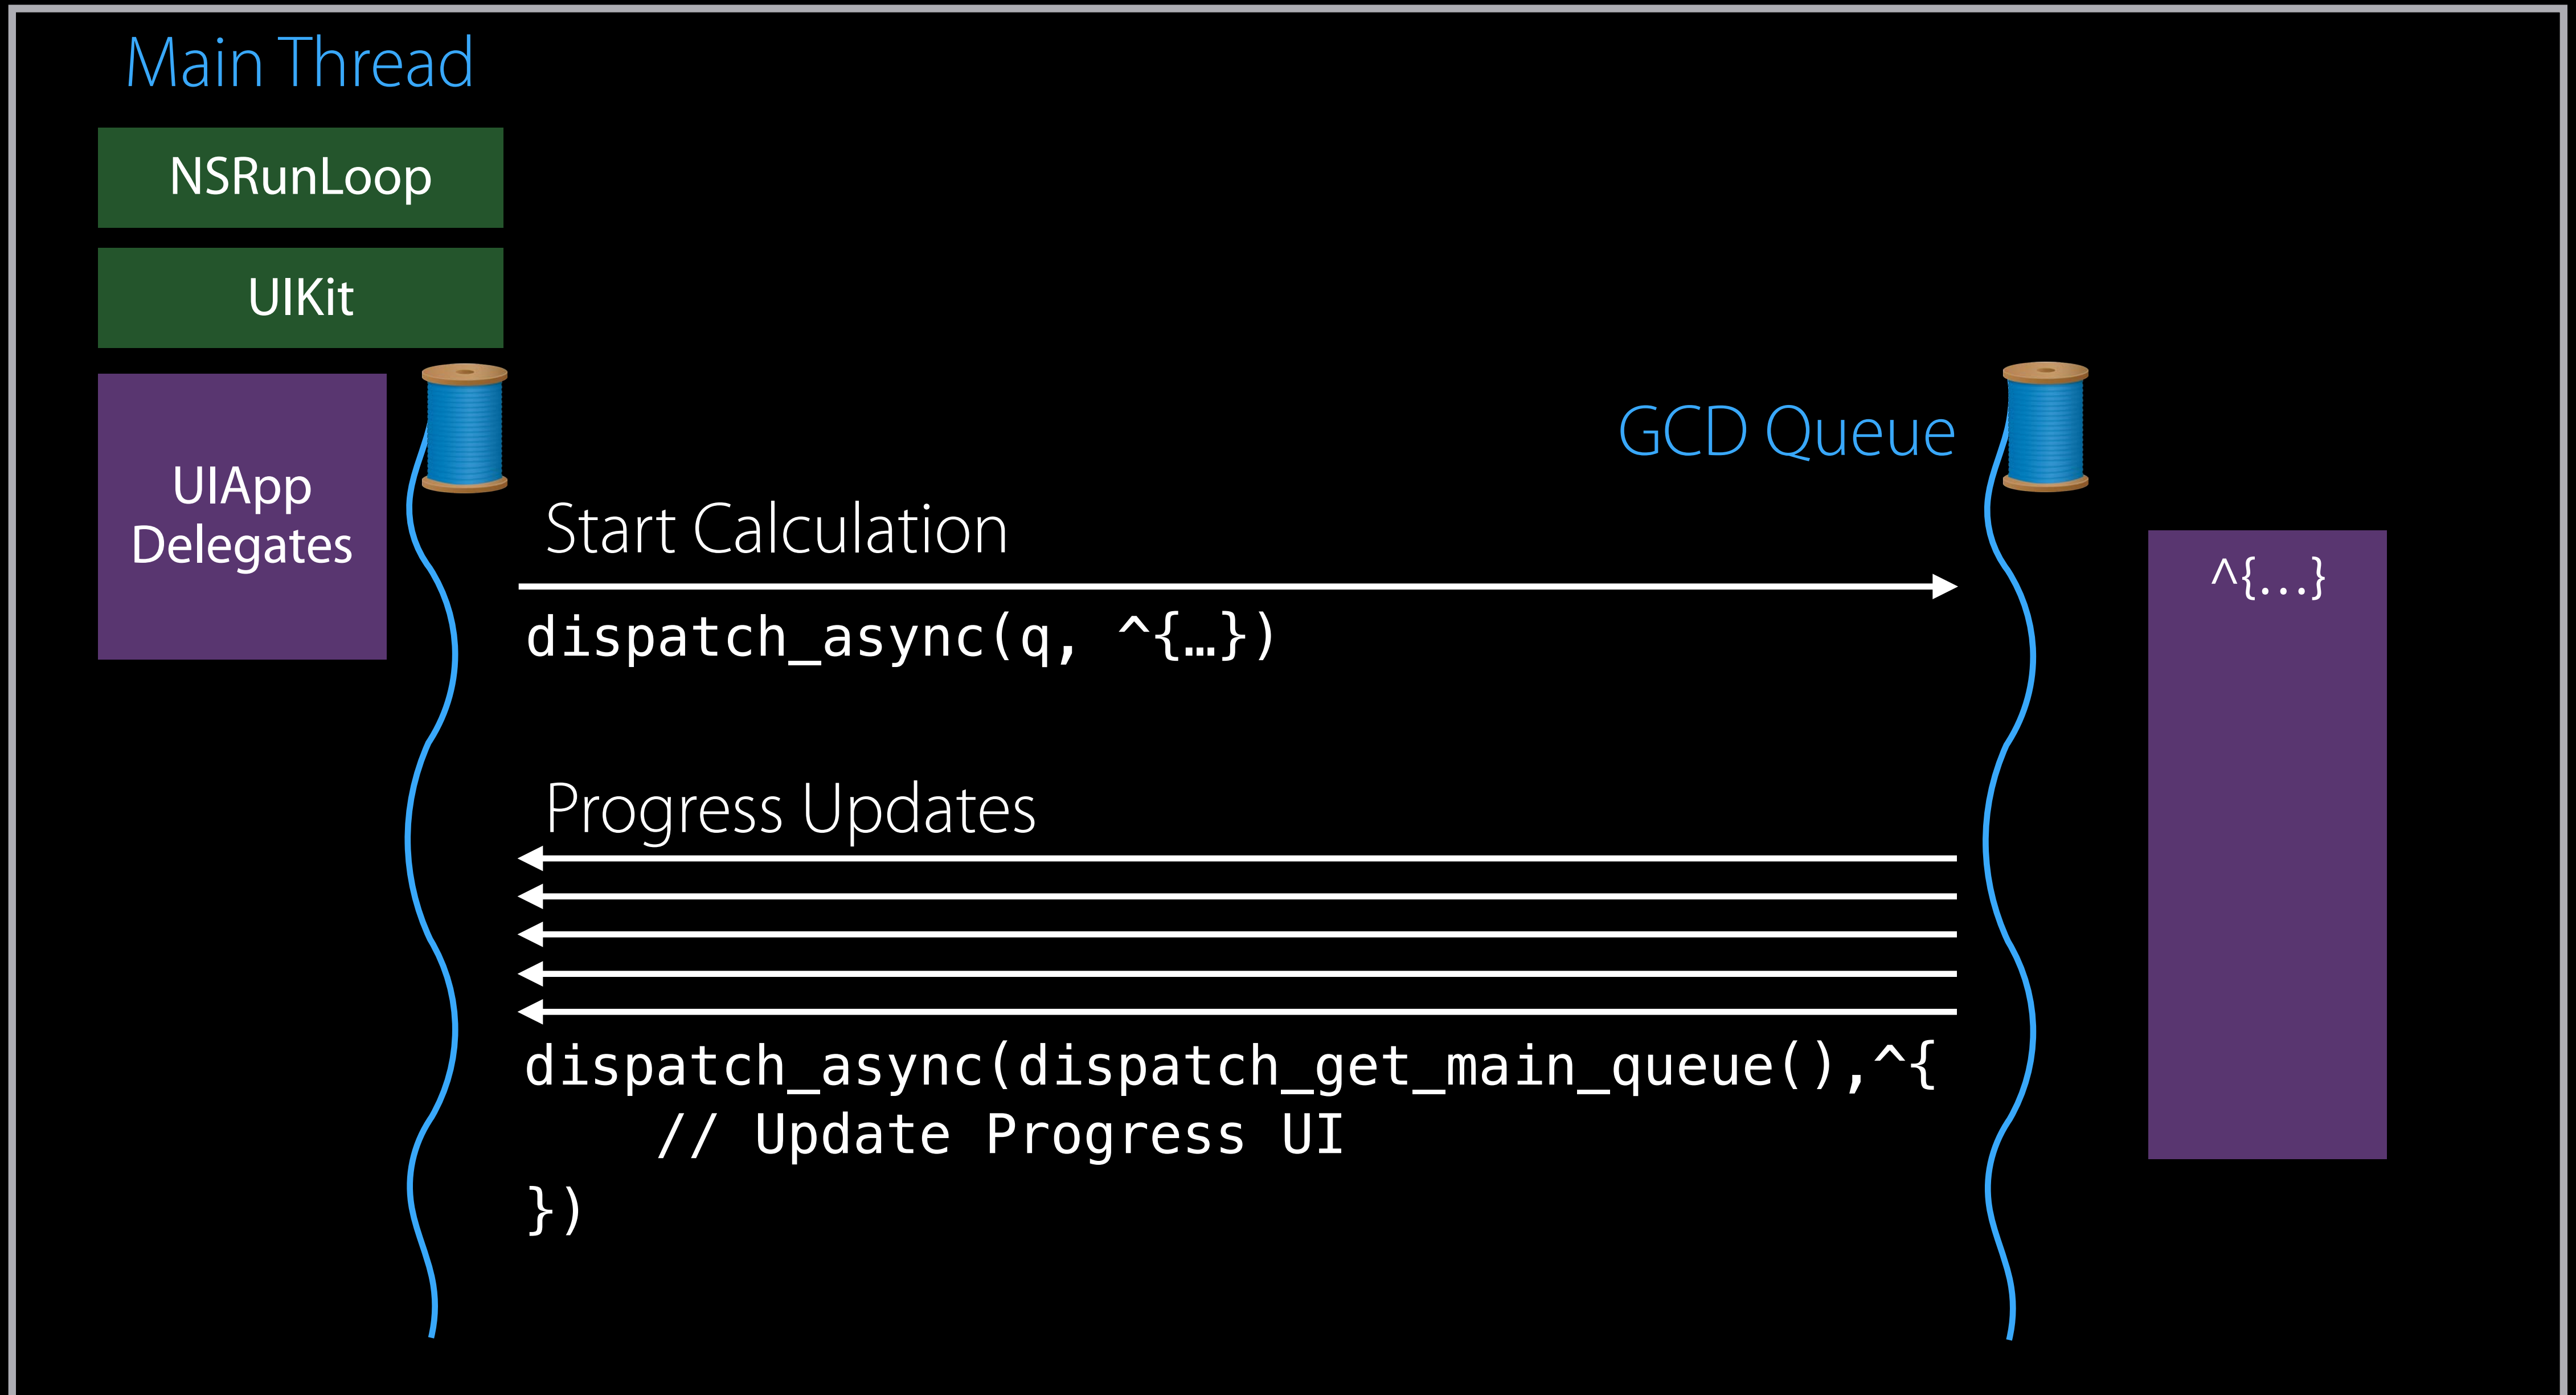 Main Thread
NSRunLoop
UIKit
UIApp
Delegates
GCD Queue
Start Calculation
dispatch_async(q, ^{…})
^{…}
Progress Updates
dispatch_async(dispatch_get_main_queue(),^{
    // Update Progress UI
})